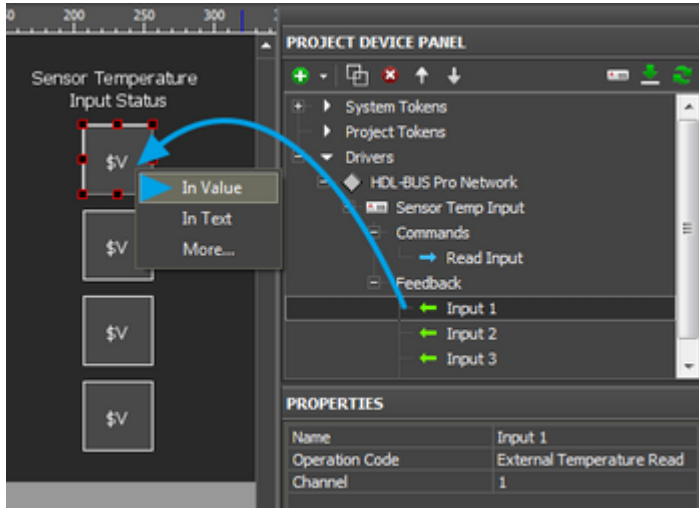 0 200 250 300
Sensor Temperature
Input Status
$V
$V
$V
$V
In Value
In Text
More...
PROJECT DEVICE PANEL
System Tokens
Project Tokens
Drivers
HDL-BUS Pro Network
Sensor Temp Input
Commands
Read Input
Feedback
Input 1
Input 2
Input 3
PROPERTIES
Name Input 1
Operation Code External Temperature Read
Channel 1